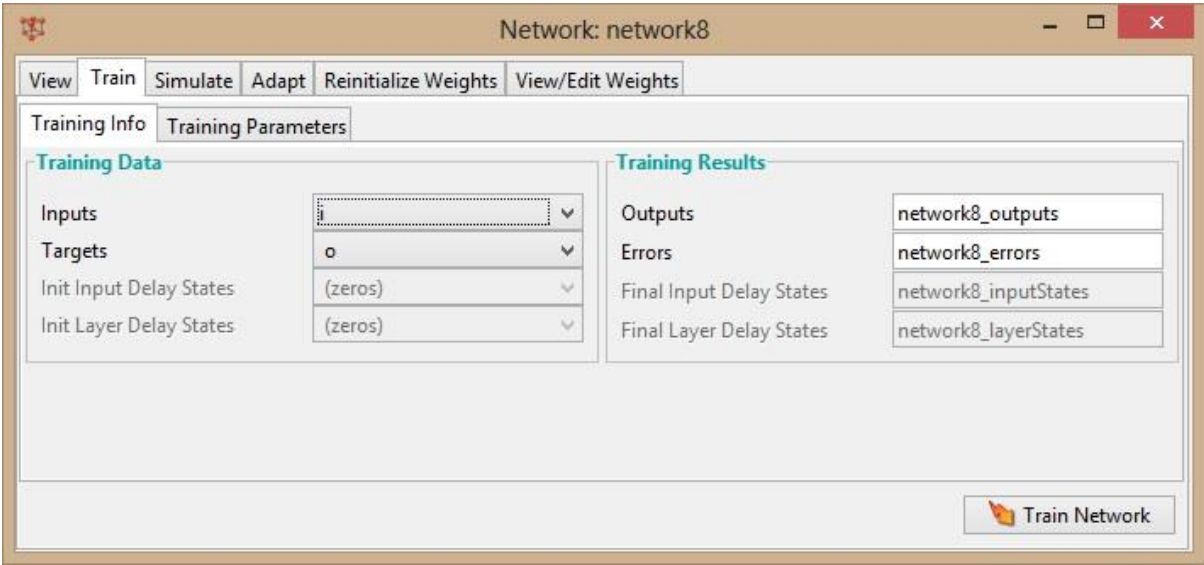 Network: network8
View Train Simulate Adapt Reinitialize Weights View/Edit Weights
Training Info Training Parameters
Training Data
Inputs i
Targets o
Init Input Delay States (zeros)
Init Layer Delay States (zeros)
Training Results
Outputs network8_outputs
Errors network8_errors
Final Input Delay States network8_inputStates
Final Layer Delay States network8_layerStates
Train Network